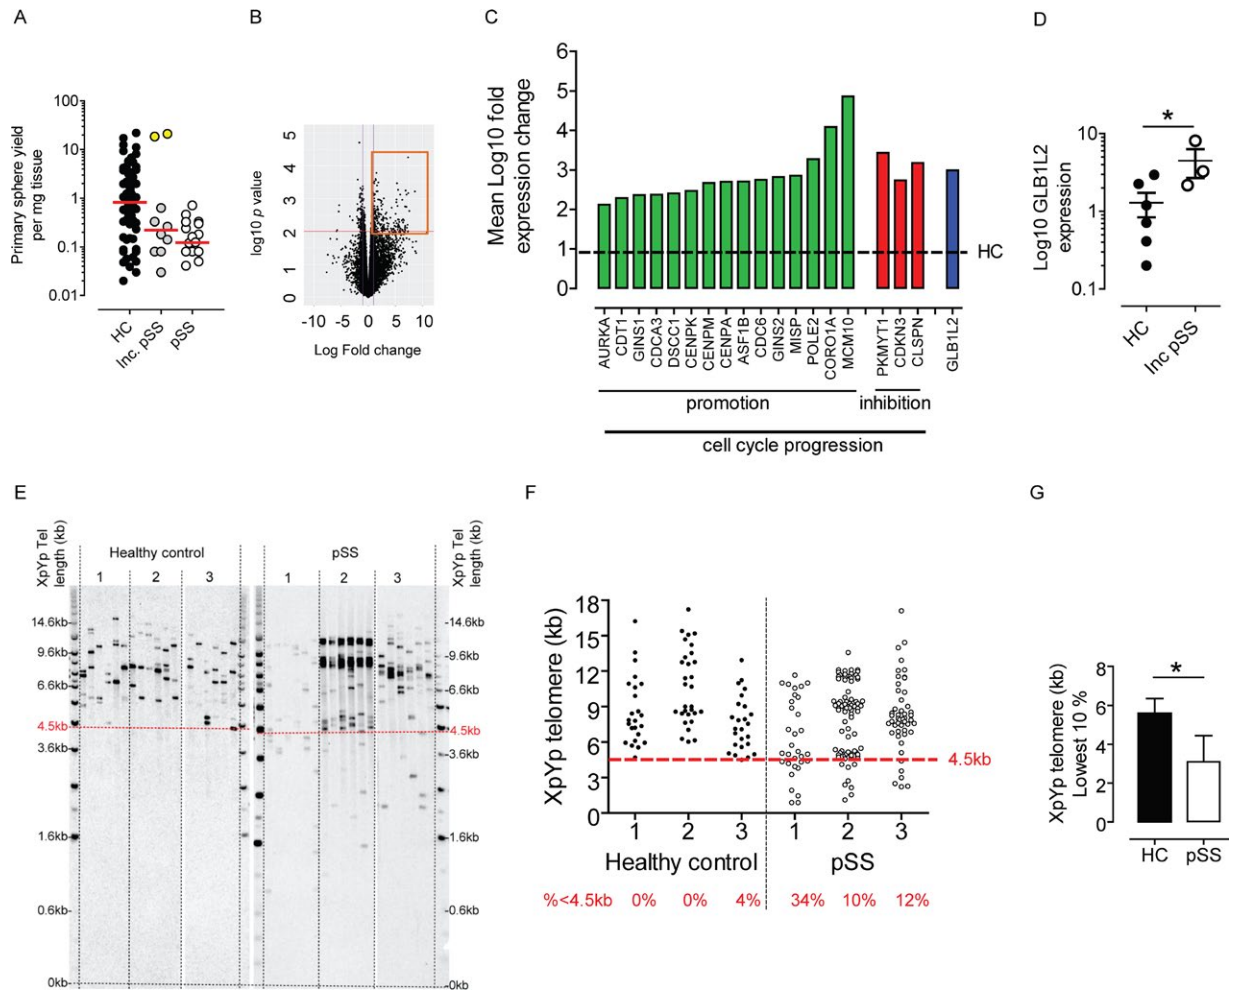 A
Primary sphere yield
per mg tissue
100
10
1
0.1
0.01
HC
Inc. pSS
pSS
B
log10 p value
5
4
3
2
1
0
-10
-5
0
5
10
Log Fold change
C
Mean Log10 fold
expression change
6
5
4
3
2
1
0
HC
AURKA
CDT1
GINS1
CDCA3
DSCC1
CENPK
CENPM
CENPA
ASF1B
CDC6
GINS2
MISP
POLE2
CORO1A
MCM10
PKMYT1
CDKN3
CLSPN
GLB1L2
promotion
inhibition
cell cycle progression
D
Log10 GLB1L2
expression
10
1
0.1
*
HC
Inc pSS
E
XpYp Tel
length (kb)
Healthy control
pSS
XpYp Tel
length (kb)
1 2 3 1 2 3
14.6kb
9.6kb
6.6kb
4.5kb
3.6kb
1.6kb
0.6kb
0kb
14.6kb
9.6kb
6.6kb
4.5kb
3.6kb
1.6kb
0.6kb
0kb
F
XpYp telomere (kb)
18
15
12
9
6
3
0
4.5kb
1 2 3 1 2 3
Healthy control pSS
%<4.5kb 0% 0% 4% 34% 10% 12%
G
XpYp telomere (kb)
Lowest 10 %
8
6
4
2
0
*
HC
pSS